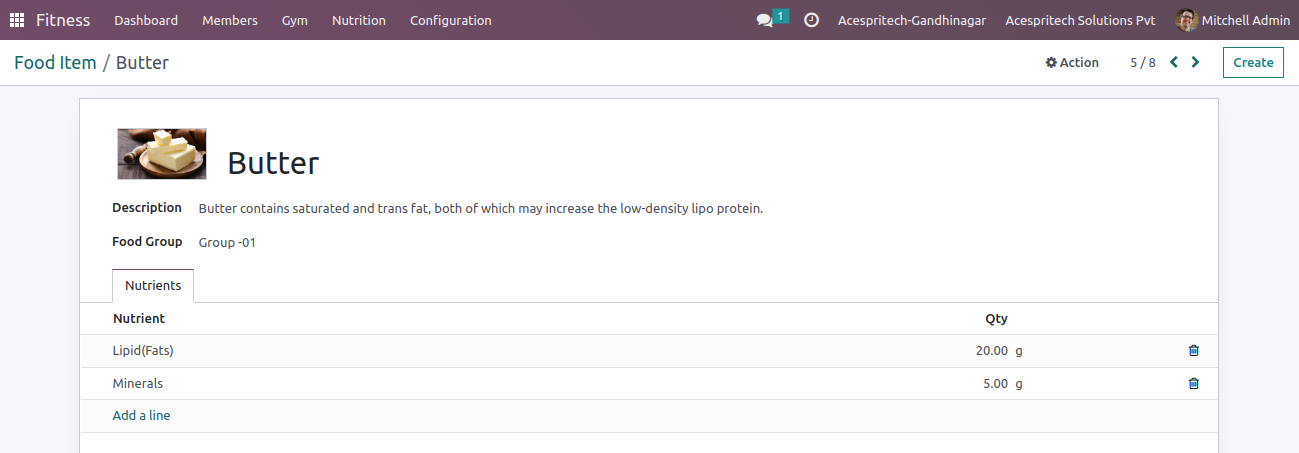 Fitness Dashboard Members Gym Nutrition Configuration 1 Acespritech-Gandhinagar Acespritech Solutions Pvt Mitchell Admin
Food Item / Butter Action 5 / 8 Create
Butter
Description Butter contains saturated and trans fat, both of which may increase the low-density lipo protein.
Food Group Group -01
Nutrients
Nutrient Qty
Lipid(Fats) 20.00 g
Minerals 5.00 g
Add a line